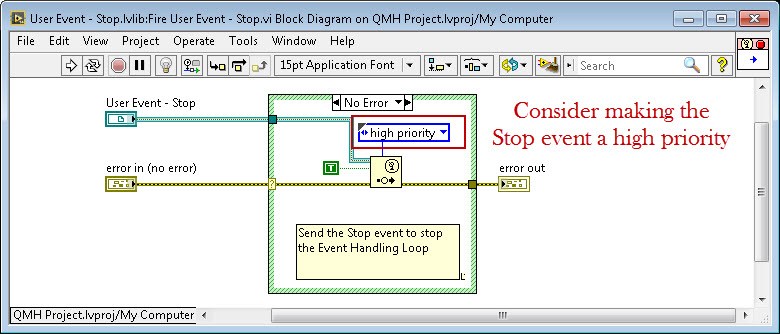 User Event - Stop.lvlib:Fire User Event - Stop.vi Block Diagram on QMH Project.lvproj/My Computer
File Edit View Project Operate Tools Window Help
15pt Application Font
Search
?
User Event - Stop
No Error
high priority
Consider making the
Stop event a high priority
T
error in (no error)
?
error out
Send the Stop event to stop
the Event Handling Loop
QMH Project.lvproj/My Computer